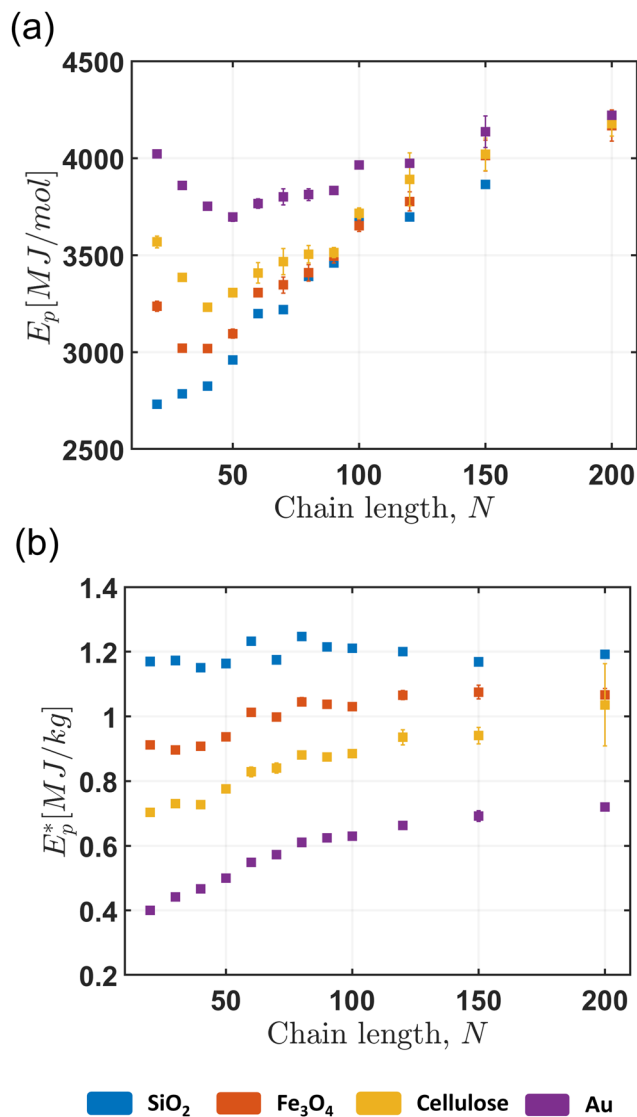 (a)
4500
4000
3500
3000
2500
E_p[MJ/mol]
50 100 150 200
Chain length, N
(b)
1.4
1.2
1
0.8
0.6
0.4
0.2
E_p^*[MJ/kg]
50 100 150 200
Chain length, N
SiO₂ Fe₃O₄ Cellulose Au